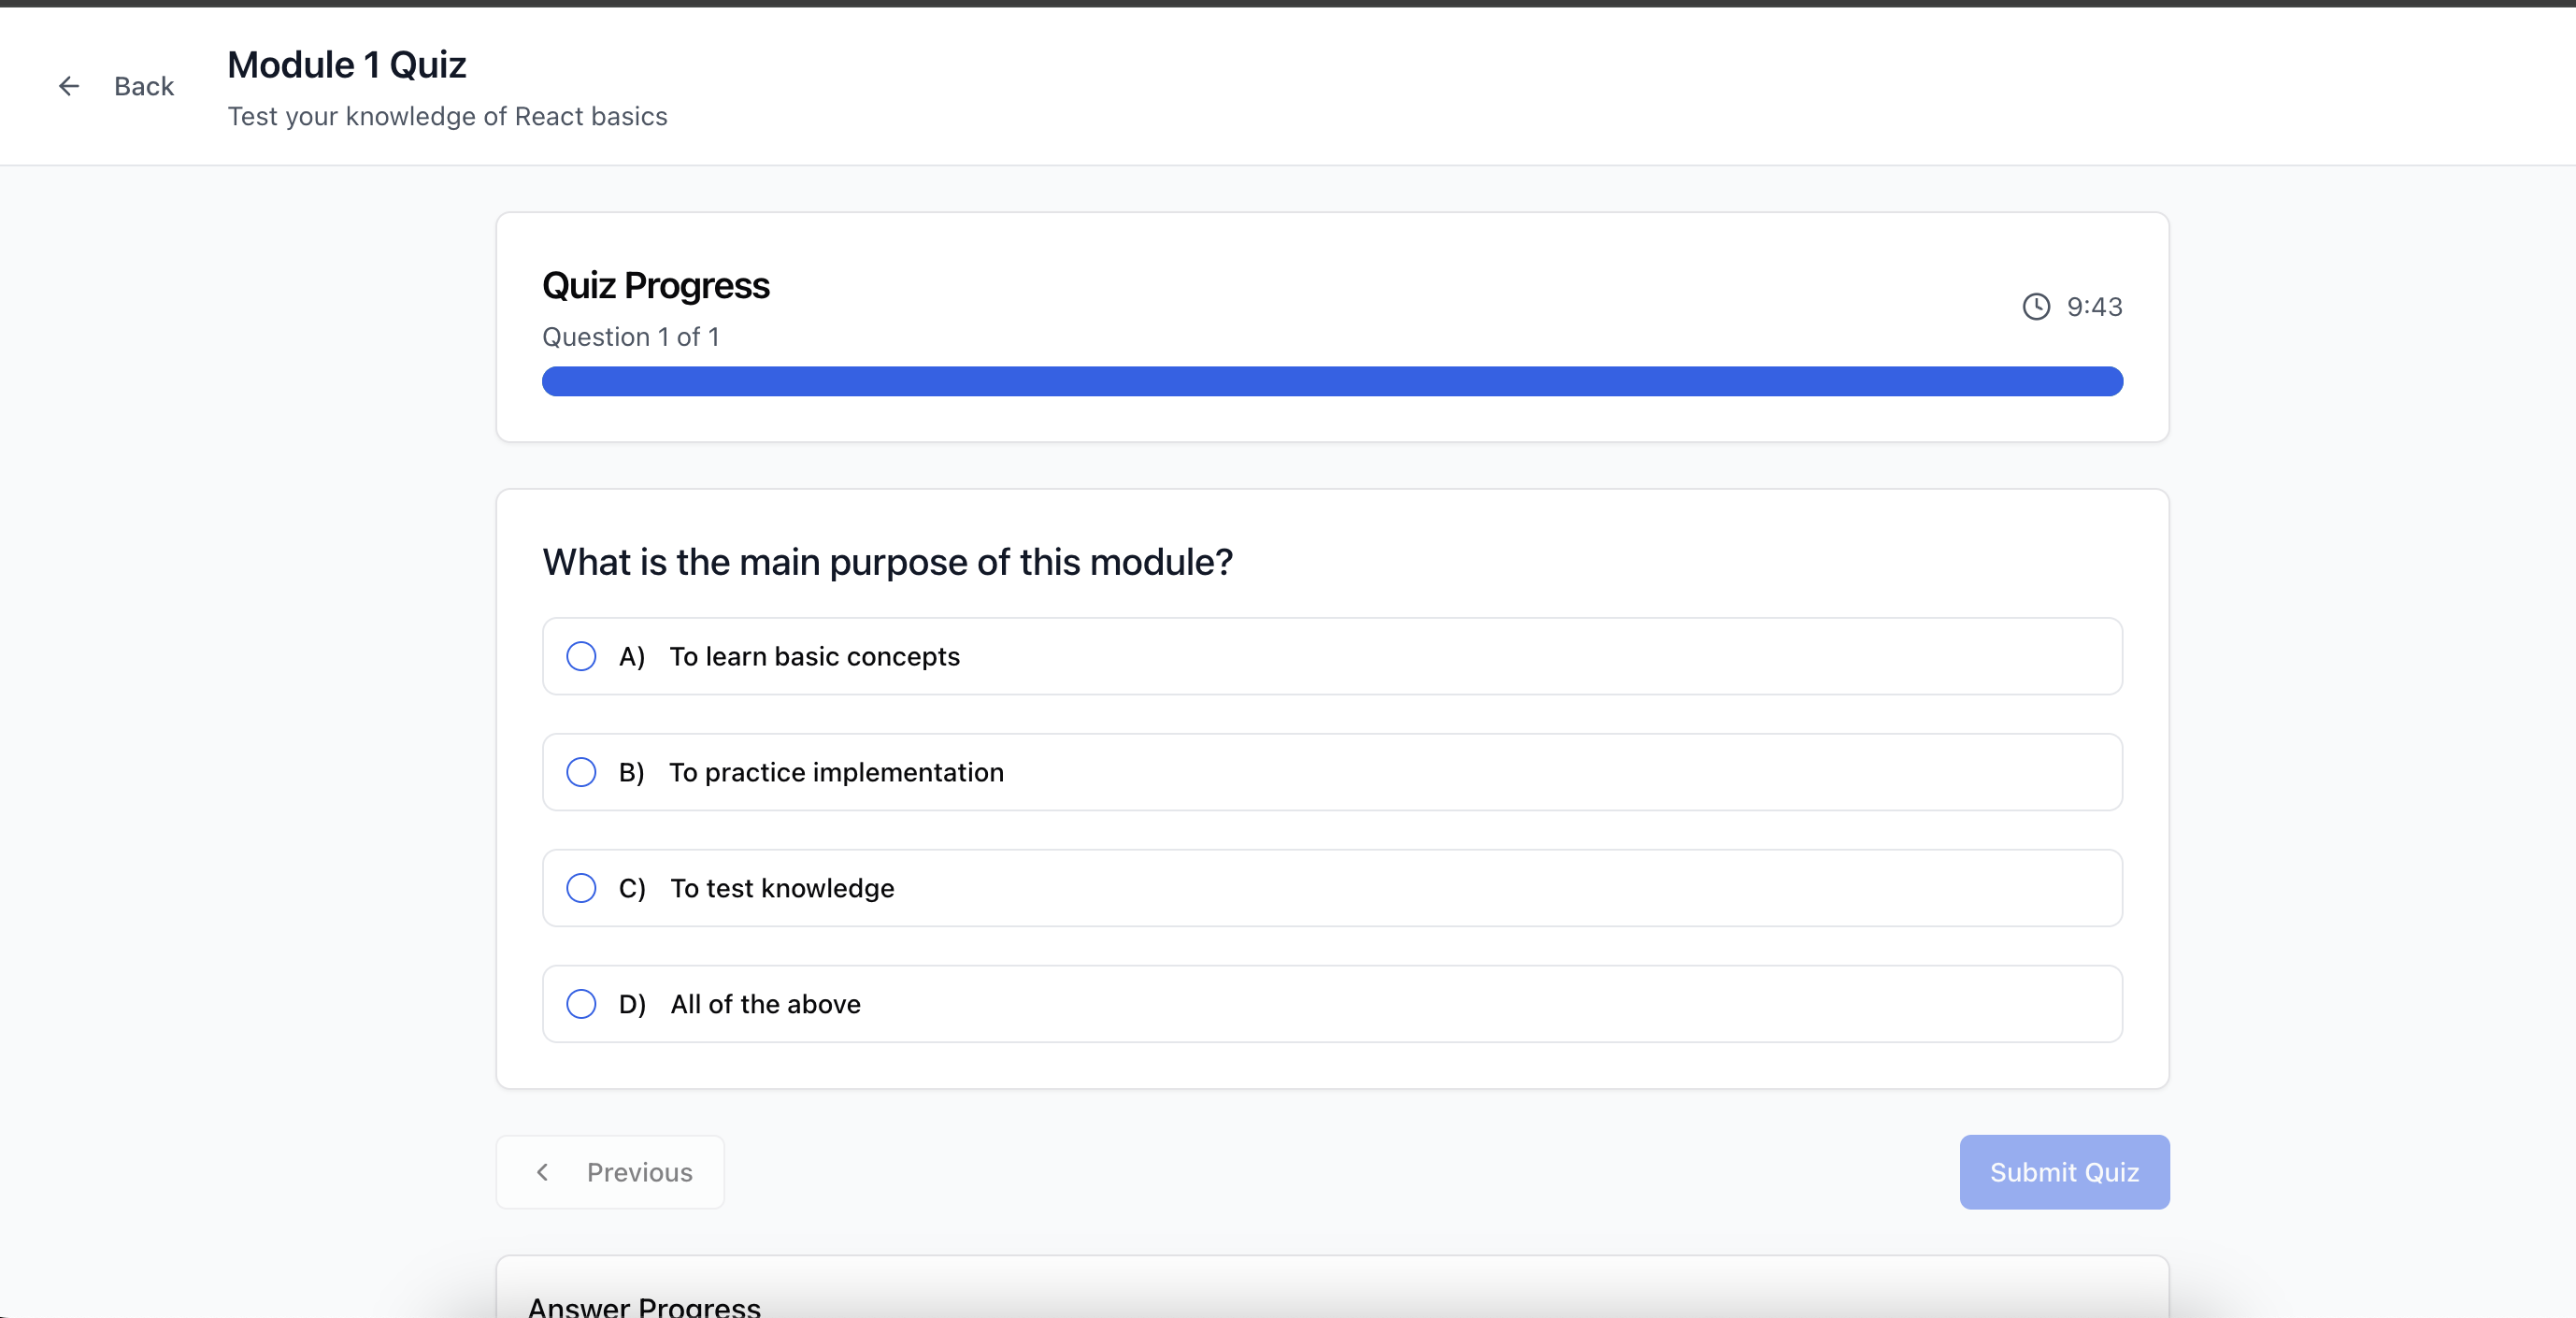 Back
Module 1 Quiz
Test your knowledge of React basics
Quiz Progress
Question 1 of 1
9:43
What is the main purpose of this module?
A) To learn basic concepts
B) To practice implementation
C) To test knowledge
D) All of the above
Previous
Submit Quiz
Answer Progress